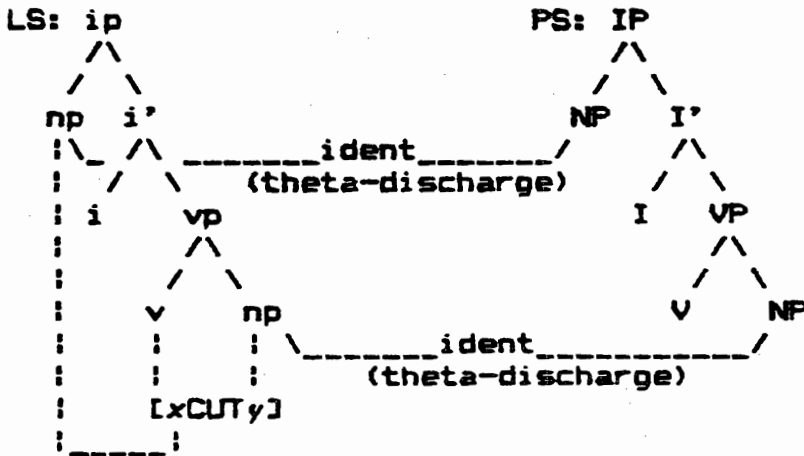 LS: ip PS: IP
np i' NP I'
ident
(theta-discharge)
i vp I VP
v np V NP
ident
(theta-discharge)
[xCUTy]